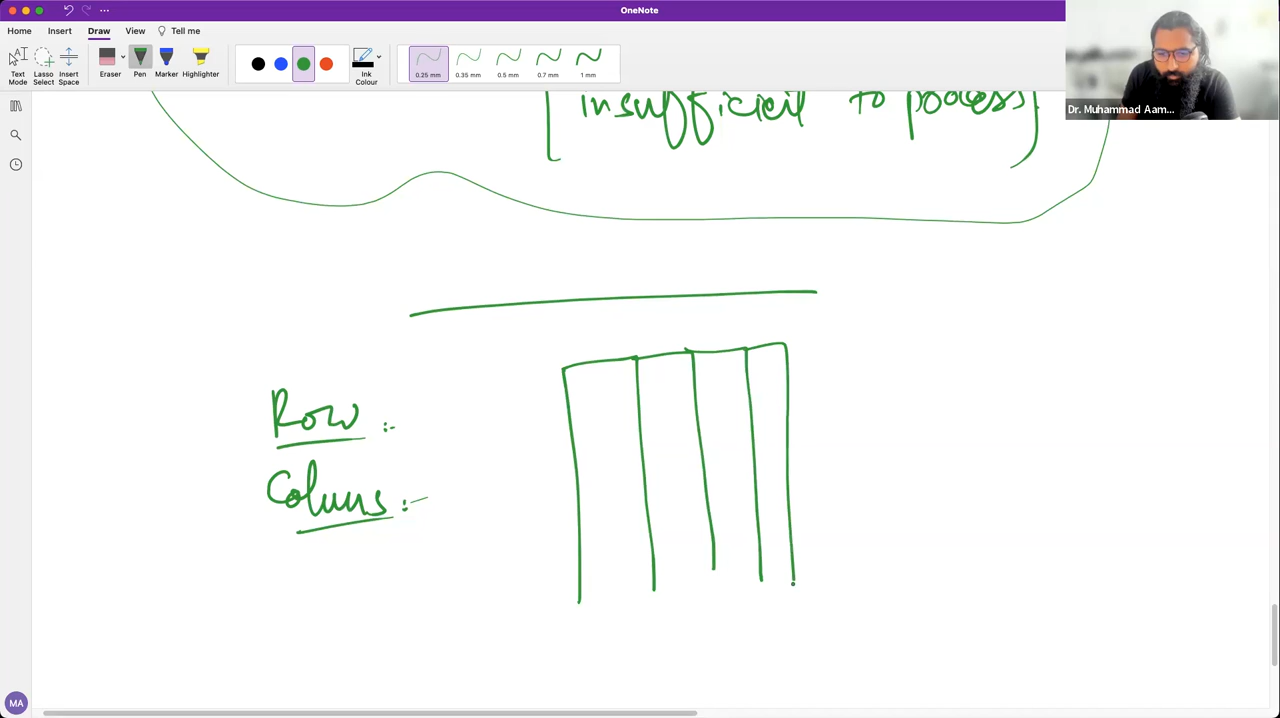 OneNote
Home Insert Draw View Tell me
Text Mode
Lasso Select
Insert Space
Eraser
Pen
Marker
Highlighter
0.25 mm
0.35 mm
0.5 mm
0.7 mm
1 mm
Ink Colour
Dr. Muhammad Aam...
insufficiet to process
Row :-
Colums :-
MA